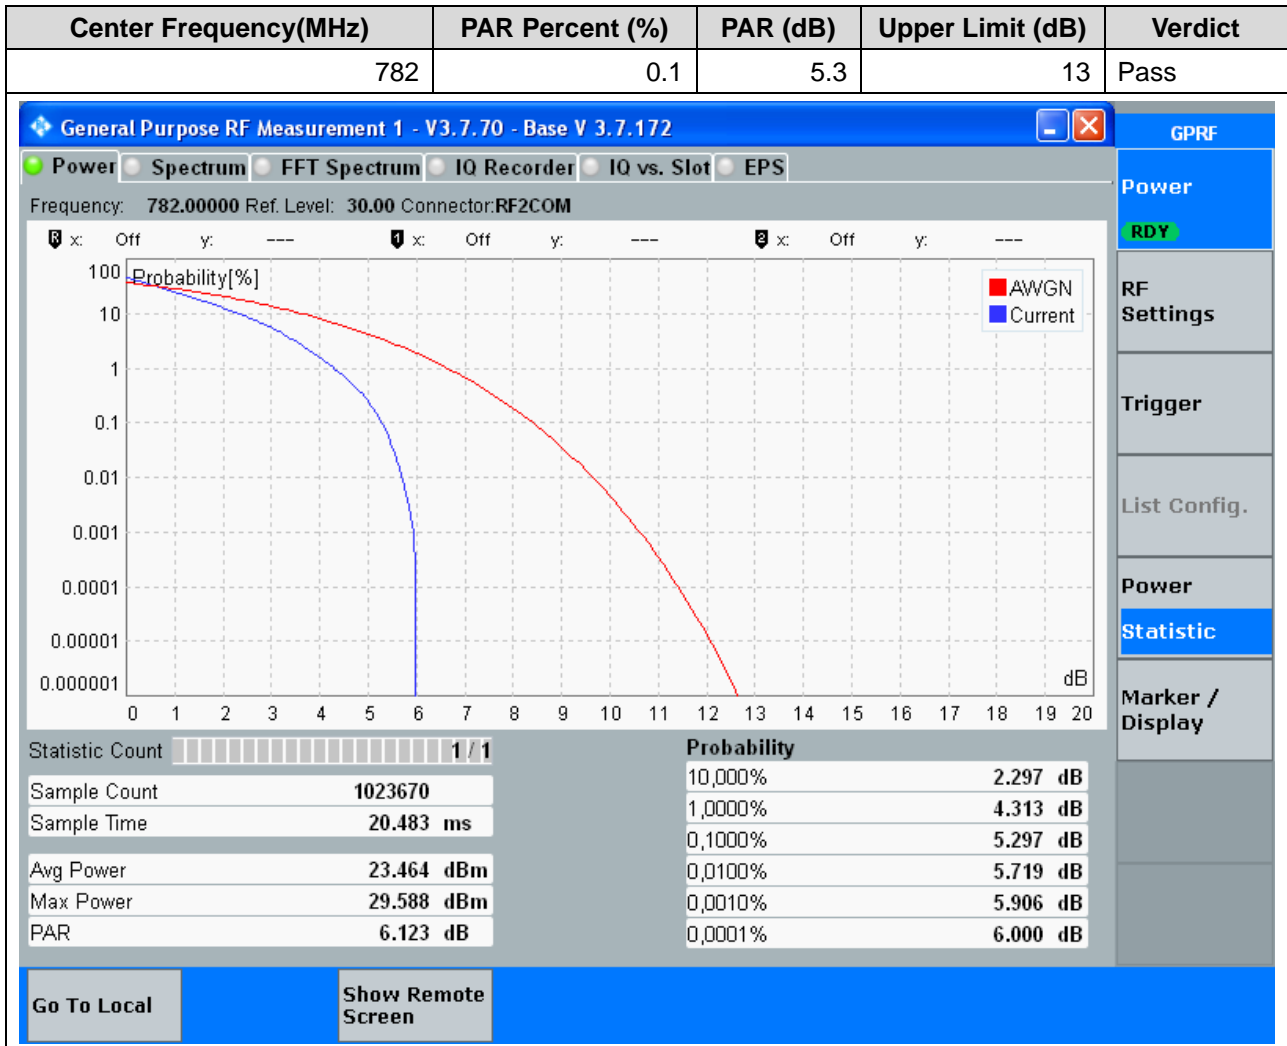 Center Frequency(MHz) PAR Percent (%) PAR (dB) Upper Limit (dB) Verdict
782 0.1 5.3 13 Pass
General Purpose RF Measurement 1 - V3.7.70 - Base V 3.7.172
GPRF
Power Spectrum FFT Spectrum IQ Recorder IQ vs. Slot EPS
Frequency: 782.00000 Ref. Level: 30.00 Connector:RF2COM
R x: Off y: --- 1 x: Off y: --- 2 x: Off y: ---
Probability[%]
AWGN
Current
100
10
1
0.1
0.01
0.001
0.0001
0.00001
0.000001
dB
0 1 2 3 4 5 6 7 8 9 10 11 12 13 14 15 16 17 18 19 20
Statistic Count 1 / 1
Sample Count 1023670
Sample Time 20.483 ms
Avg Power 23.464 dBm
Max Power 29.588 dBm
PAR 6.123 dB
Probability
10,000% 2.297 dB
1,0000% 4.313 dB
0,1000% 5.297 dB
0,0100% 5.719 dB
0,0010% 5.906 dB
0,0001% 6.000 dB
Power
RDY
RF
Settings
Trigger
List Config.
Power
Statistic
Marker /
Display
Go To Local
Show Remote
Screen